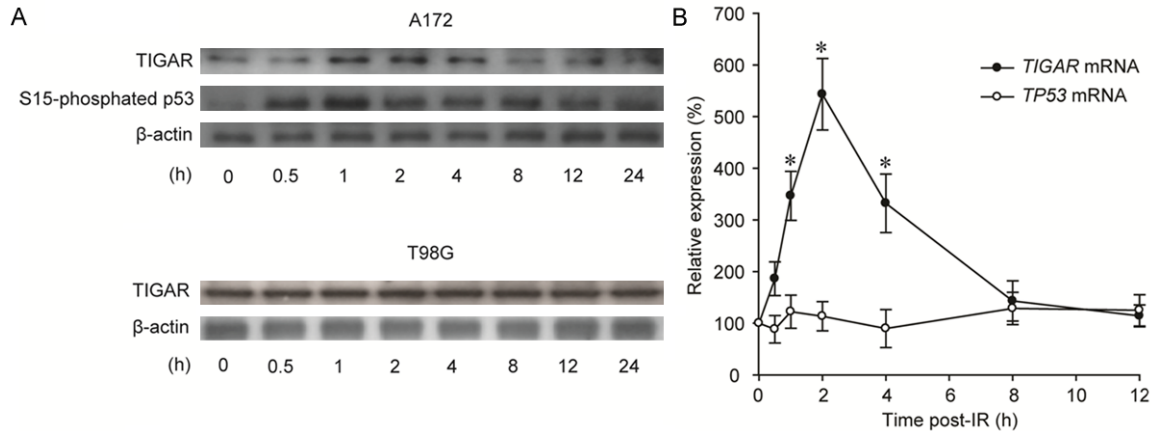 A
A172
TIGAR
S15-phosphated p53
β-actin
(h) 0 0.5 1 2 4 8 12 24
T98G
TIGAR
β-actin
(h) 0 0.5 1 2 4 8 12 24
B
700
600
500
400
300
200
100
0
Relative expression (%)
* * *
TIGAR mRNA
TP53 mRNA
0 2 4 6 8 10 12
Time post-IR (h)